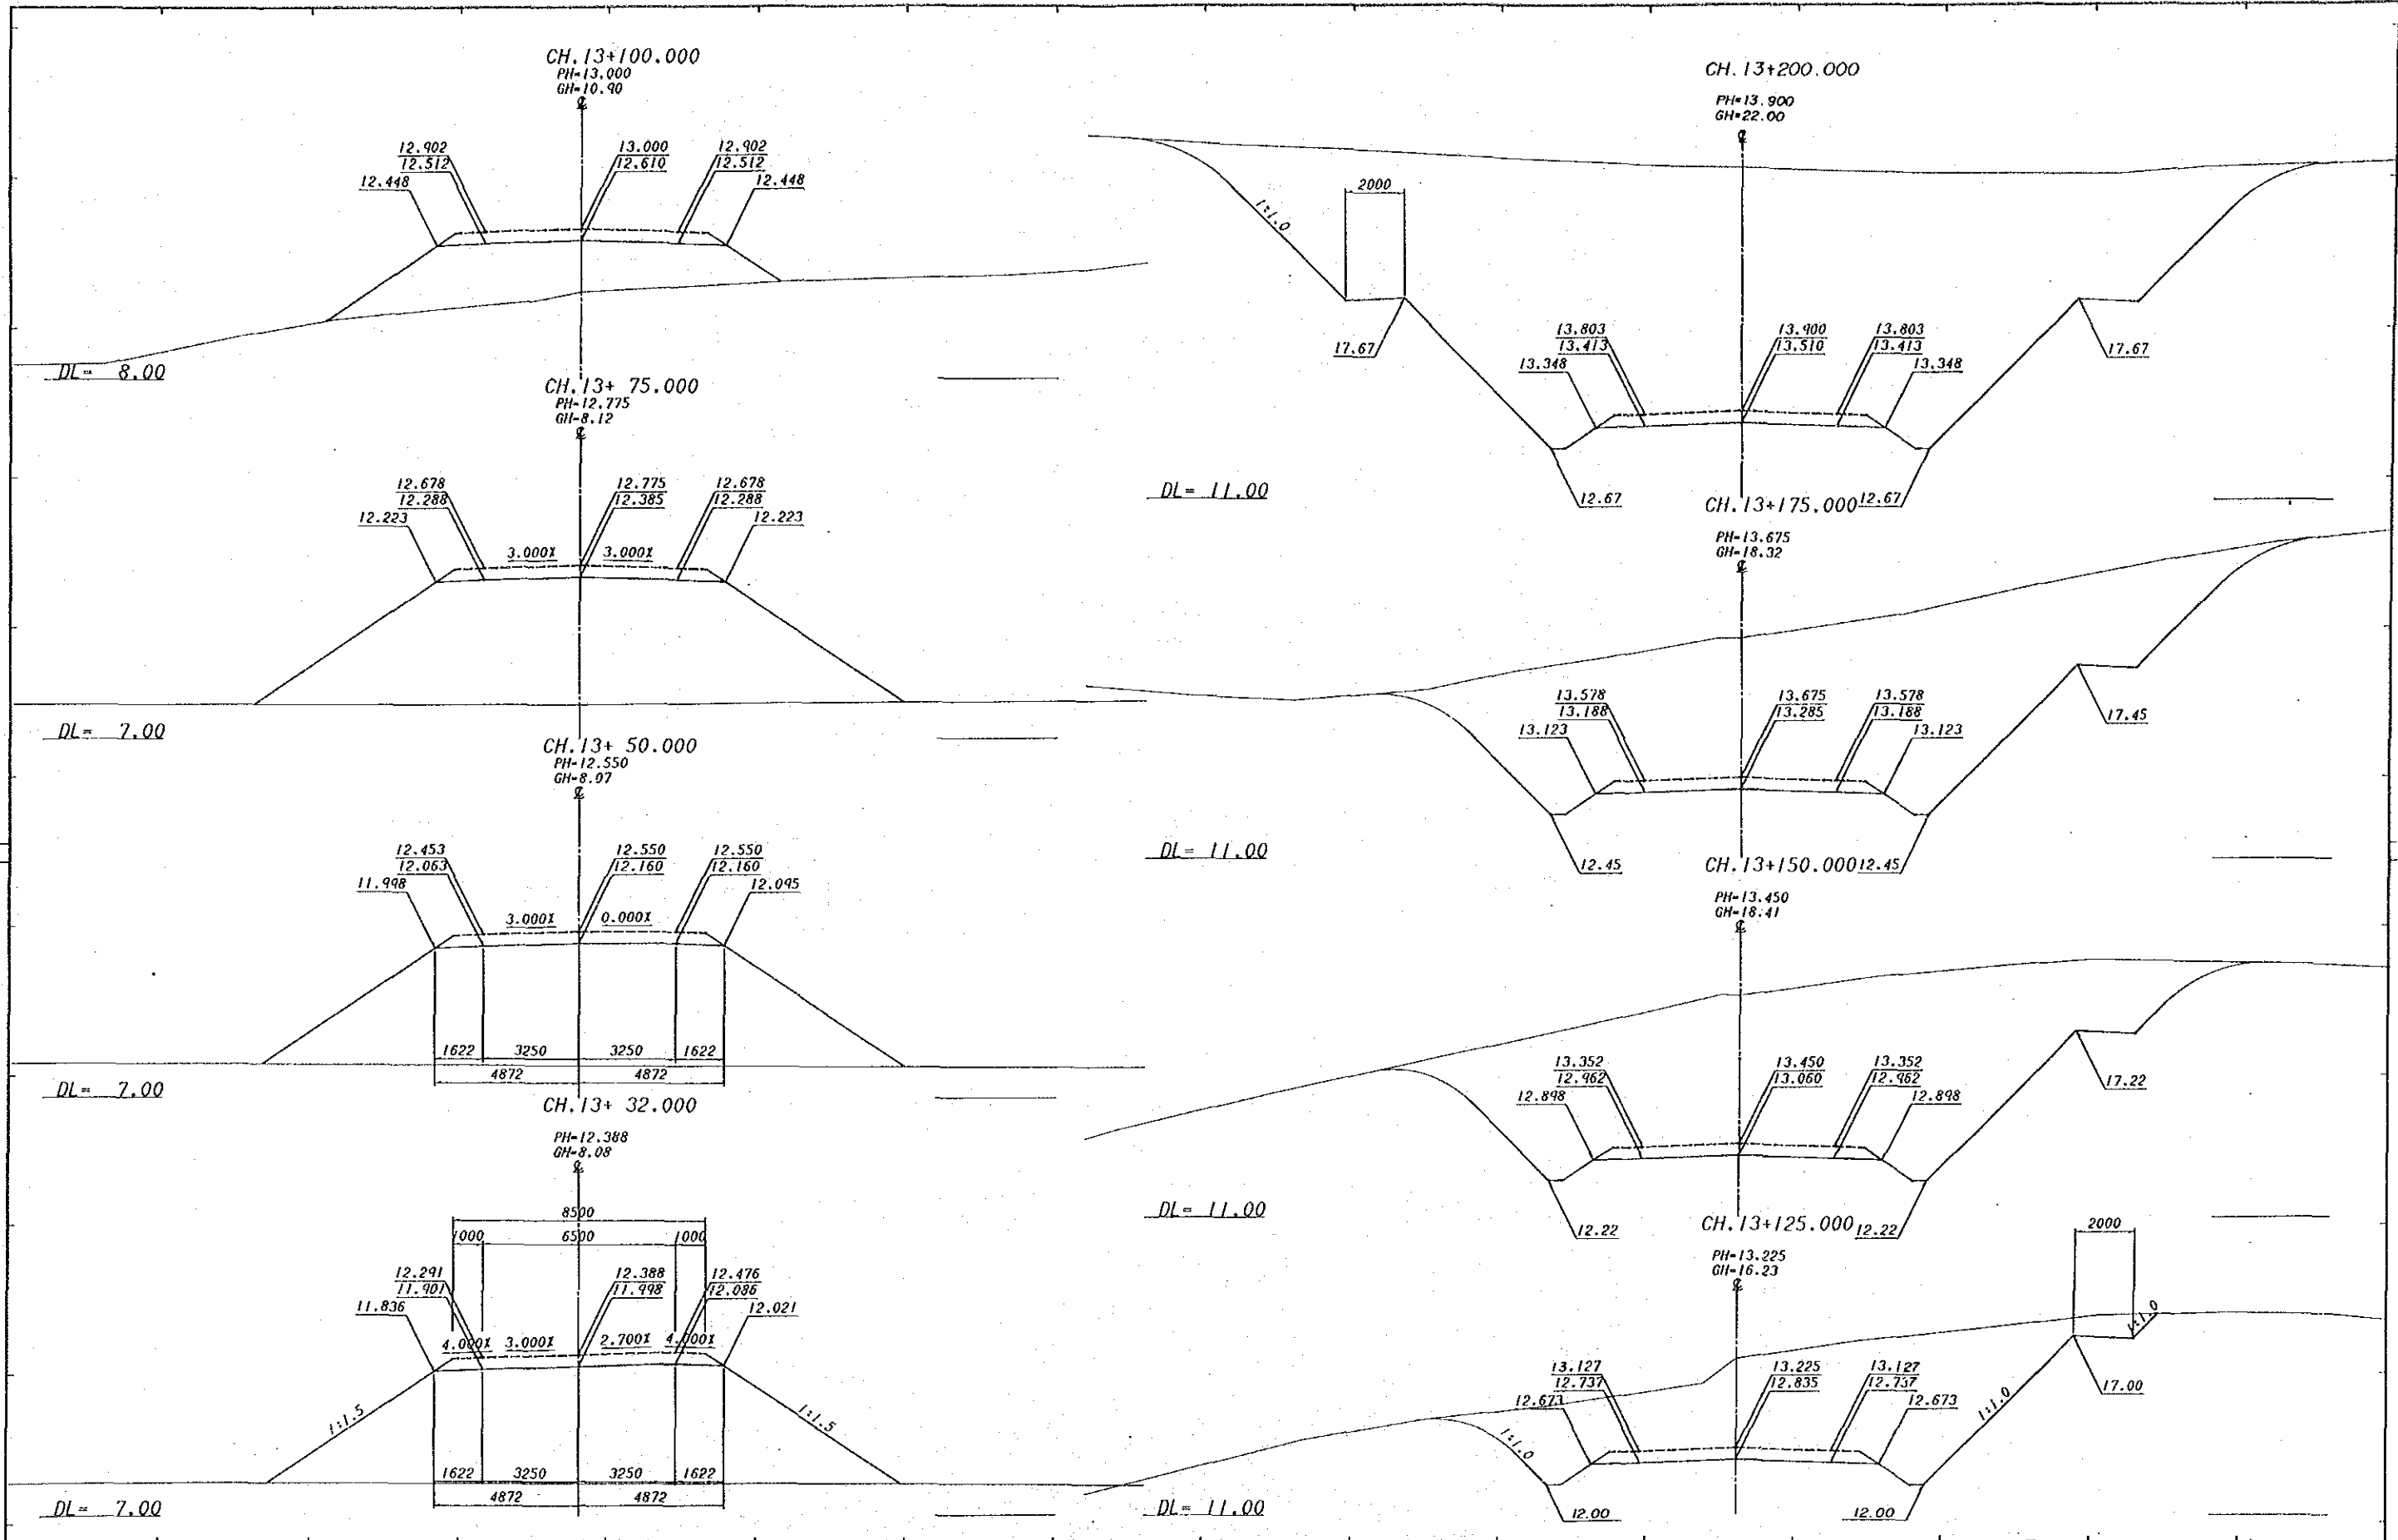 CH.13+100.000
PH=13.000
GH=10.90
12.902 13.000 12.902
12.512 12.610 12.512
12.448 12.448
DL= 8.00
CH.13+ 75.000
PH=12.775
GH=8.12
12.678 12.775 12.678
12.288 12.385 12.288
12.223 12.223
3.000% 3.000%
DL= 7.00
CH.13+ 50.000
PH=12.550
GH=8.07
12.453 12.550 12.550
12.063 12.160 12.160
11.998 12.095
3.000% 0.000%
1622 3250 3250 1622
4872 4872
DL= 7.00
CH.13+ 32.000
PH=12.388
GH=8.08
8500
1000 6500 1000
12.291 12.388 12.476
11.901 11.998 12.086
11.836 12.021
4.000% 3.000% 2.700% 4.000%
1:1.5 1:1.5
1622 3250 3250 1622
4872 4872
DL= 7.00
CH.13+200.000
PH=13.900
GH=22.00
2000
1:1.0
17.67 17.67
13.803 13.900 13.803
13.413 13.510 13.413
13.348 13.348
DL= 11.00
12.67 12.67
CH.13+175.000
PH=13.675
GH=18.32
13.578 13.675 13.578
13.188 13.285 13.188
13.123 13.123
17.45
DL= 11.00
12.45 12.45
CH.13+150.000
PH=13.450
GH=18.41
13.352 13.450 13.352
12.962 13.060 12.962
12.898 12.898
17.22
DL= 11.00
12.22 12.22
CH.13+125.000
PH=13.225
GH=16.23
2000
1:1.0
13.127 13.225 13.127
12.737 12.835 12.737
12.673 12.673
17.00
1:1.0 1:1.0
DL= 11.00
12.00 12.00